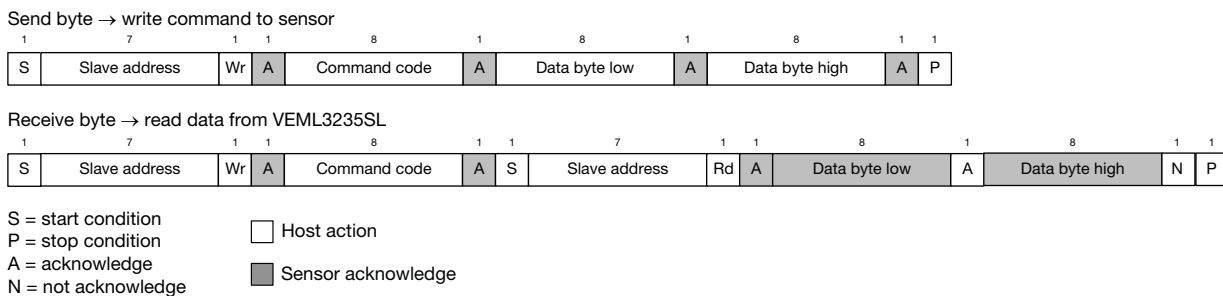 Send byte → write command to sensor
1 7 1 1 8 1 8 1 8 1 1
S Slave address Wr A Command code A Data byte low A Data byte high A P
Receive byte → read data from VEML3235SL
1 7 1 1 8 1 1 7 1 1 8 1 8 1 1
S Slave address Wr A Command code A S Slave address Rd A Data byte low A Data byte high N P
S = start condition
P = stop condition
A = acknowledge
N = not acknowledge
Host action
Sensor acknowledge